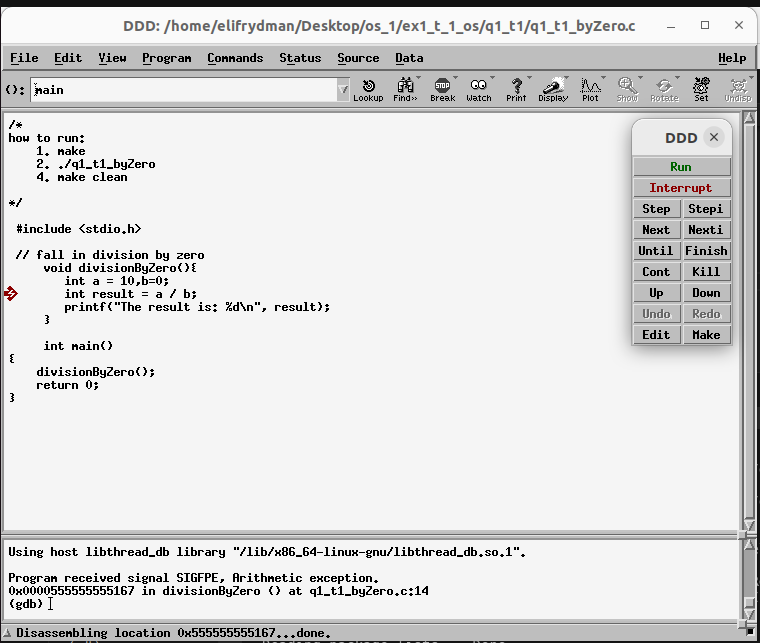 DDD: /home/elifrydman/Desktop/os_1/ex1_t_1_os/q1_t1/q1_t1_byZero.c
File Edit View Program Commands Status Source Data Help
(): main
Lookup Find>> Break Watch Print Display Plot Show Rotate Set Undisp
/*
how to run:
1. make
2. ./q1_t1_byZero
4. make clean
*/
#include <stdio.h>
// fall in division by zero
void divisionByZero(){
int a = 10,b=0;
int result = a / b;
printf("The result is: %d\n", result);
}
int main()
{
divisionByZero();
return 0;
}
DDD
Run
Interrupt
Step Stepi
Next Nexti
Until Finish
Cont Kill
Up Down
Undo Redo
Edit Make
Using host libthread_db library "/lib/x86_64-linux-gnu/libthread_db.so.1".
Program received signal SIGFPE, Arithmetic exception.
0x0000555555555167 in divisionByZero () at q1_t1_byZero.c:14
(gdb)
Disassembling location 0x555555555167...done.